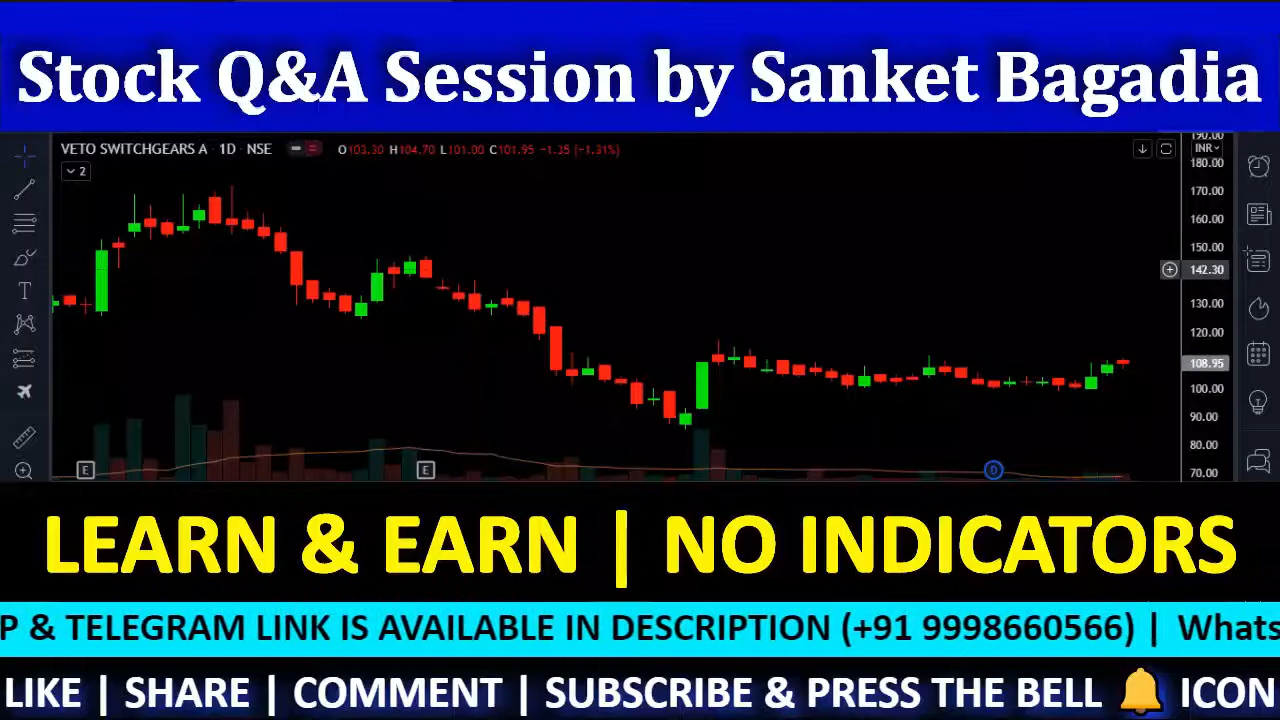 Stock Q&A Session by Sanket Bagadia
VETO SWITCHGEARS A · 1D · NSE O103.30 H104.70 L101.00 C101.95 −1.35 (−1.31%)
2
190.00
INR
180.00
170.00
160.00
150.00
142.30
130.00
120.00
108.95
100.00
90.00
80.00
70.00
E E D
T
LEARN & EARN | NO INDICATORS
P & TELEGRAM LINK IS AVAILABLE IN DESCRIPTION (+91 9998660566) | Whats
LIKE | SHARE | COMMENT | SUBSCRIBE & PRESS THE BELL 🔔 ICON